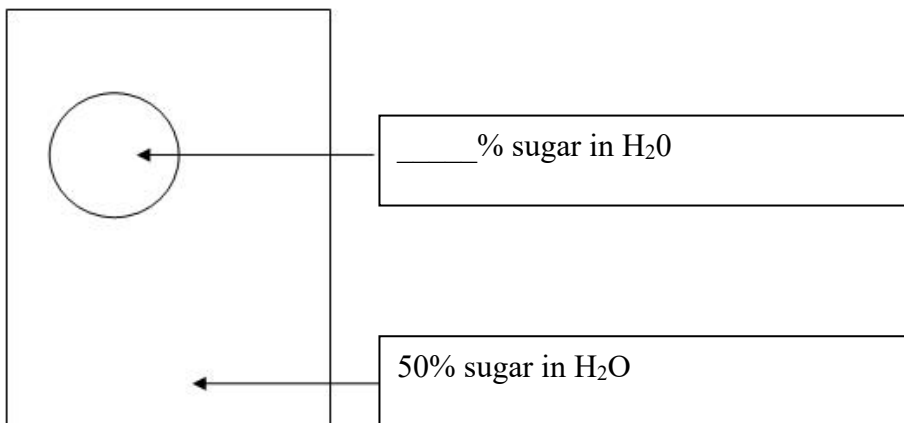 _____% sugar in H₂0
50% sugar in H₂O